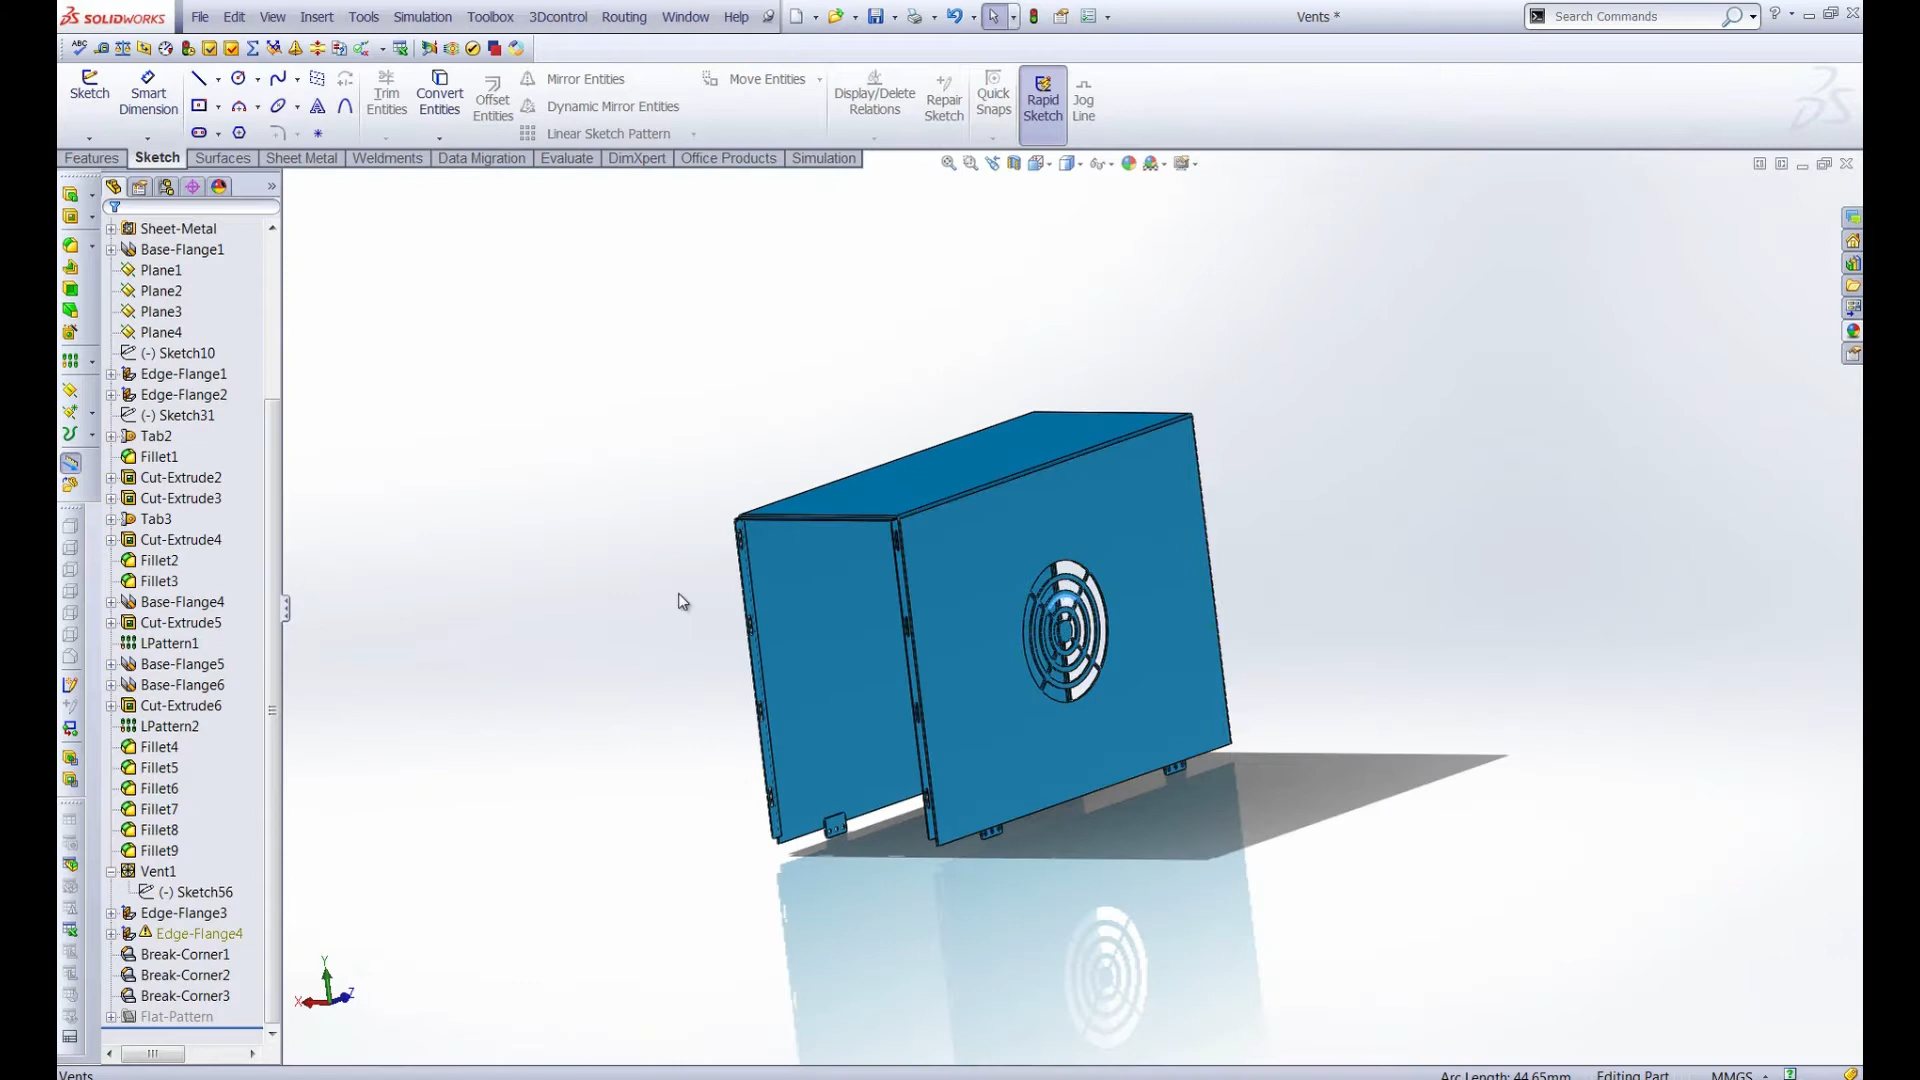 SOLIDWORKS File Edit View Insert Tools Simulation Toolbox 3Dcontrol Routing Window Help Vents * Search Commands
ABC
Sketch Smart Dimension Trim Entities Convert Entities Offset Entities Mirror Entities Dynamic Mirror Entities Linear Sketch Pattern Move Entities Display/Delete Relations Repair Sketch Quick Snaps Rapid Sketch Jog Line
Features Sketch Surfaces Sheet Metal Weldments Data Migration Evaluate DimXpert Office Products Simulation
Sheet-Metal
Base-Flange1
Plane1
Plane2
Plane3
Plane4
(-) Sketch10
Edge-Flange1
Edge-Flange2
(-) Sketch31
Tab2
Fillet1
Cut-Extrude2
Cut-Extrude3
Tab3
Cut-Extrude4
Fillet2
Fillet3
Base-Flange4
Cut-Extrude5
LPattern1
Base-Flange5
Base-Flange6
Cut-Extrude6
LPattern2
Fillet4
Fillet5
Fillet6
Fillet7
Fillet8
Fillet9
Vent1
(-) Sketch56
Edge-Flange3
Edge-Flange4
Break-Corner1
Break-Corner2
Break-Corner3
Flat-Pattern
Y
X Z
Vents Arc Length: 44.65mm Editing Part MMGS